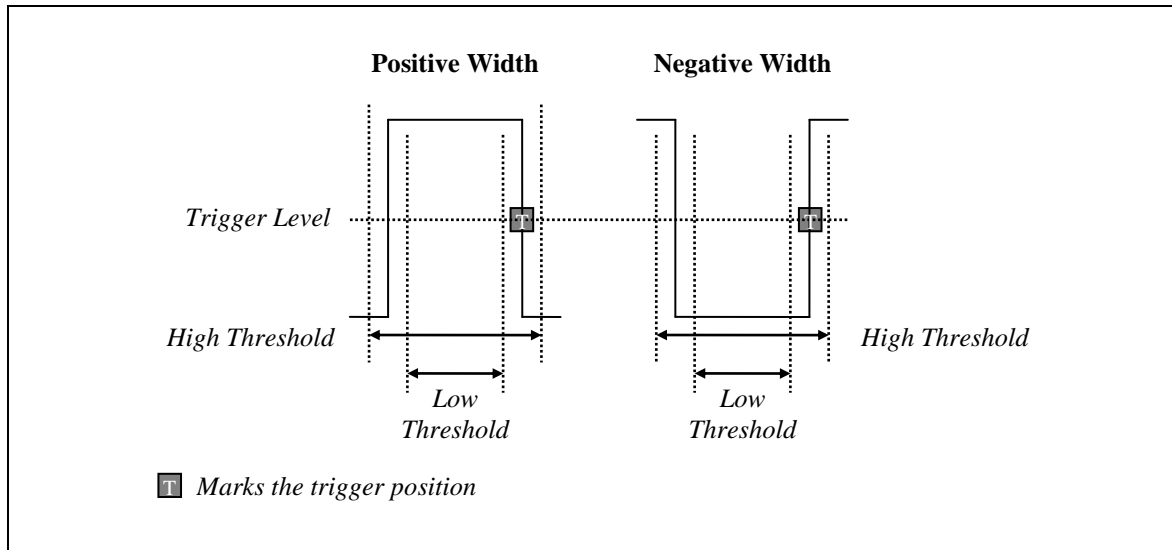 Positive Width
Negative Width
T
T
Trigger Level
High Threshold
High Threshold
Low
Threshold
Low
Threshold
T Marks the trigger position